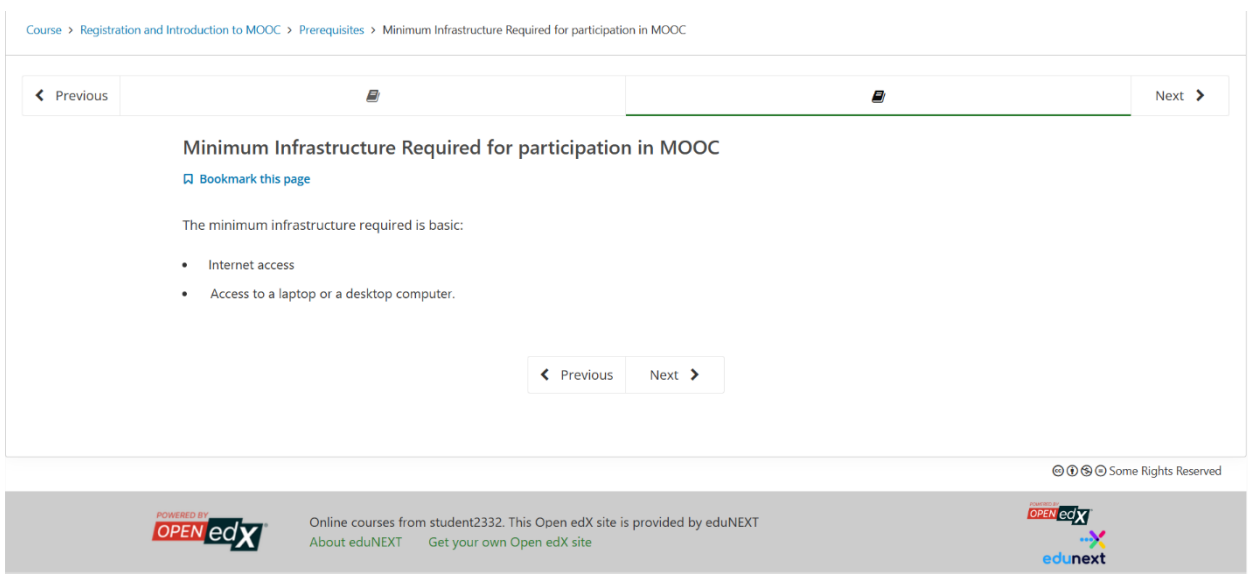 Course > Registration and Introduction to MOOC > Prerequisites > Minimum Infrastructure Required for participation in MOOC
Previous
Next
Minimum Infrastructure Required for participation in MOOC
Bookmark this page
The minimum infrastructure required is basic:
• Internet access
• Access to a laptop or a desktop computer.
Previous Next
Some Rights Reserved
POWERED BY
OPEN edX
Online courses from student2332. This Open edX site is provided by eduNEXT
About eduNEXT Get your own Open edX site
POWERED BY
OPEN edX
edunext